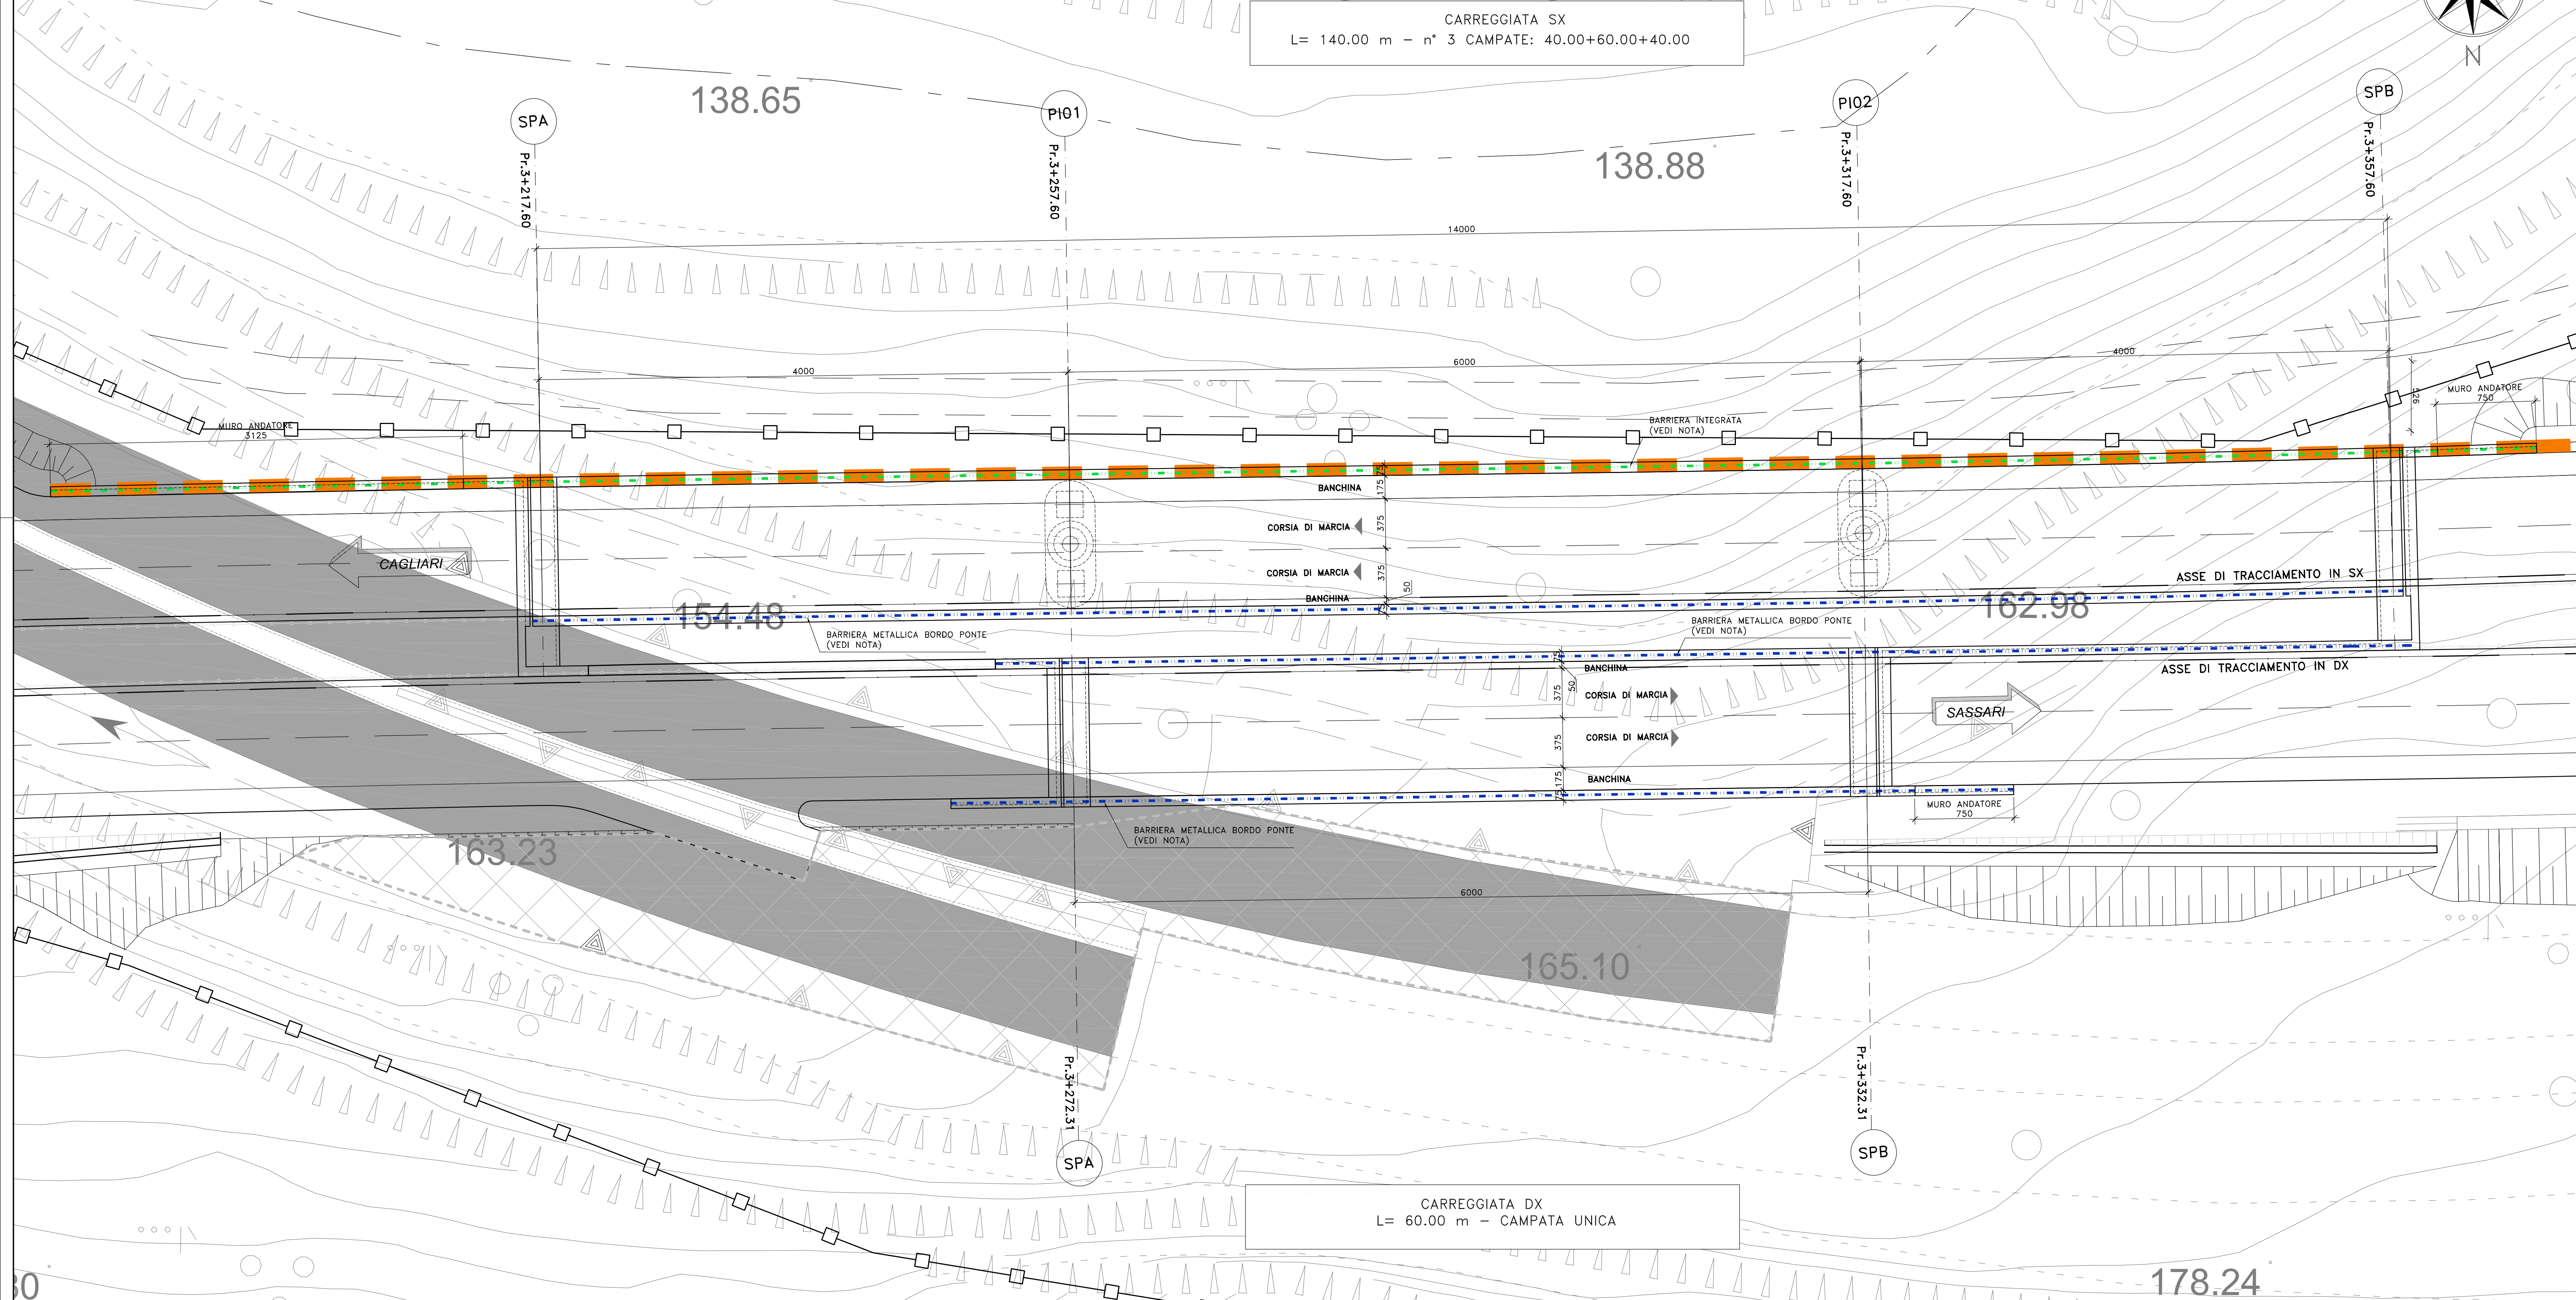 CARREGGIATA SX
L= 140.00 m - n° 3 CAMPATE: 40.00+60.00+40.00
N
138.65
138.88
SPA
PI01
PI02
SPB
Pr.3+217.60
Pr.3+257.60
Pr.3+317.60
Pr.3+357.60
14000
4000
6000
4000
526
MURO ANDATORE
3125
MURO ANDATORE
750
BARRIERA INTEGRATA
(VEDI NOTA)
75
175
375
375
50
75
BANCHINA
CORSIA DI MARCIA
CORSIA DI MARCIA
BANCHINA
CAGLIARI
154.48
162.98
ASSE DI TRACCIAMENTO IN SX
BARRIERA METALLICA BORDO PONTE
(VEDI NOTA)
BARRIERA METALLICA BORDO PONTE
(VEDI NOTA)
ASSE DI TRACCIAMENTO IN DX
75
50
375
375
175
75
BANCHINA
CORSIA DI MARCIA
CORSIA DI MARCIA
BANCHINA
SASSARI
MURO ANDATORE
750
BARRIERA METALLICA BORDO PONTE
(VEDI NOTA)
163.23
6000
165.10
Pr.3+272.31
Pr.3+332.31
SPA
SPB
CARREGGIATA DX
L= 60.00 m - CAMPATA UNICA
178.24